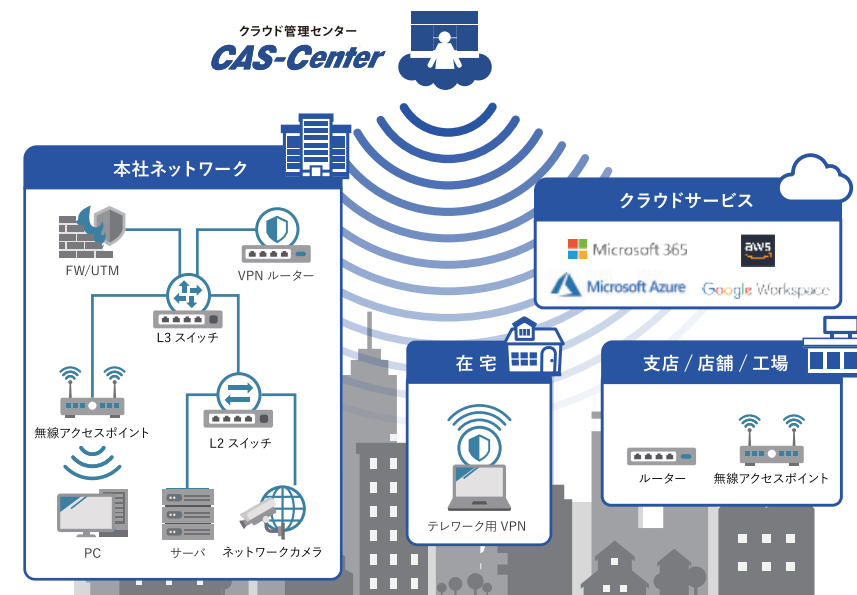 クラウド管理センター
CAS-Center
本社ネットワーク
FW/UTM
VPN ルーター
L3 スイッチ
無線アクセスポイント
L2 スイッチ
PC
サーバ
ネットワークカメラ
クラウドサービス
Microsoft 365
aws
Microsoft Azure
Google Workspace
在 宅
テレワーク用 VPN
支店 / 店舗 / 工場
ルーター
無線アクセスポイント